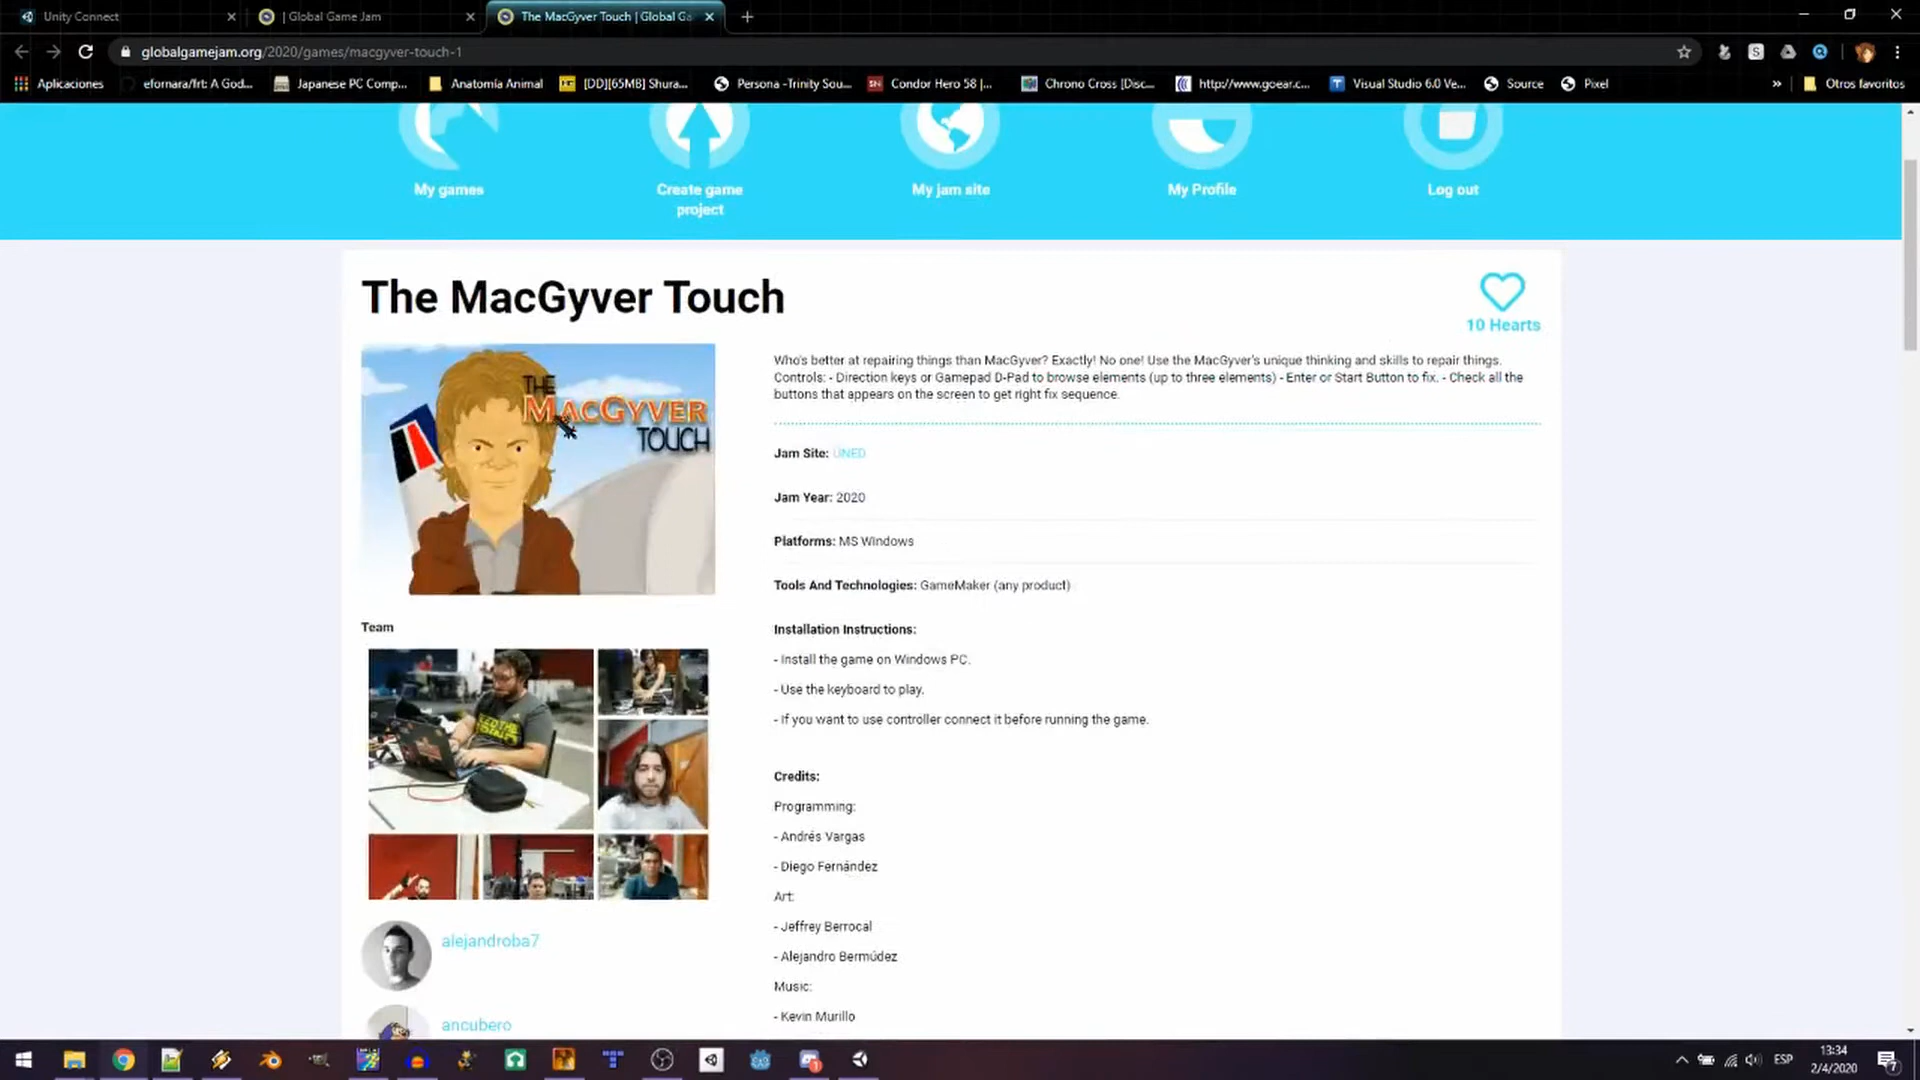 Unity Connect
| Global Game Jam
The MacGyver Touch | Global Ga
globalgamejam.org/2020/games/macgyver-touch-1
Aplicaciones
efornara/frt: A God...
Japanese PC Comp...
Anatomía Animal
[DD][65MB] Shura...
Persona -Trinity Sou...
Condor Hero 58 |...
Chrono Cross [Disc...
http://www.goear.c...
Visual Studio 6.0 Ve...
Source
Pixel
»
Otros favoritos
My games
Create game
project
My jam site
My Profile
Log out
The MacGyver Touch
10 Hearts
THE
MACGYVER
TOUCH
Who's better at repairing things than MacGyver? Exactly! No one! Use the MacGyver's unique thinking and skills to repair things.
Controls: - Direction keys or Gamepad D-Pad to browse elements (up to three elements) - Enter or Start Button to fix. - Check all the
buttons that appears on the screen to get right fix sequence.
Jam Site: UNED
Jam Year: 2020
Platforms: MS Windows
Tools And Technologies: GameMaker (any product)
Installation Instructions:
- Install the game on Windows PC.
- Use the keyboard to play.
- If you want to use controller connect it before running the game.
Credits:
Programming:
- Andrés Vargas
- Diego Fernández
Art:
- Jeffrey Berrocal
- Alejandro Bermúdez
Music:
- Kevin Murillo
Team
alejandroba7
ancubero
ESP
13:34
2/4/2020